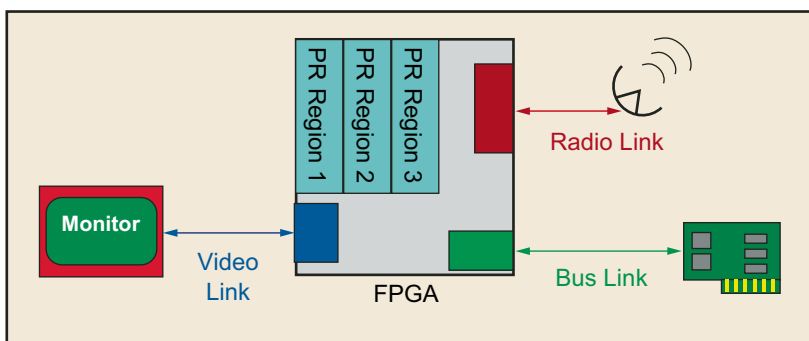 PR Region 1
PR Region 2
PR Region 3
Radio Link
Monitor
Video
Link
FPGA
Bus Link